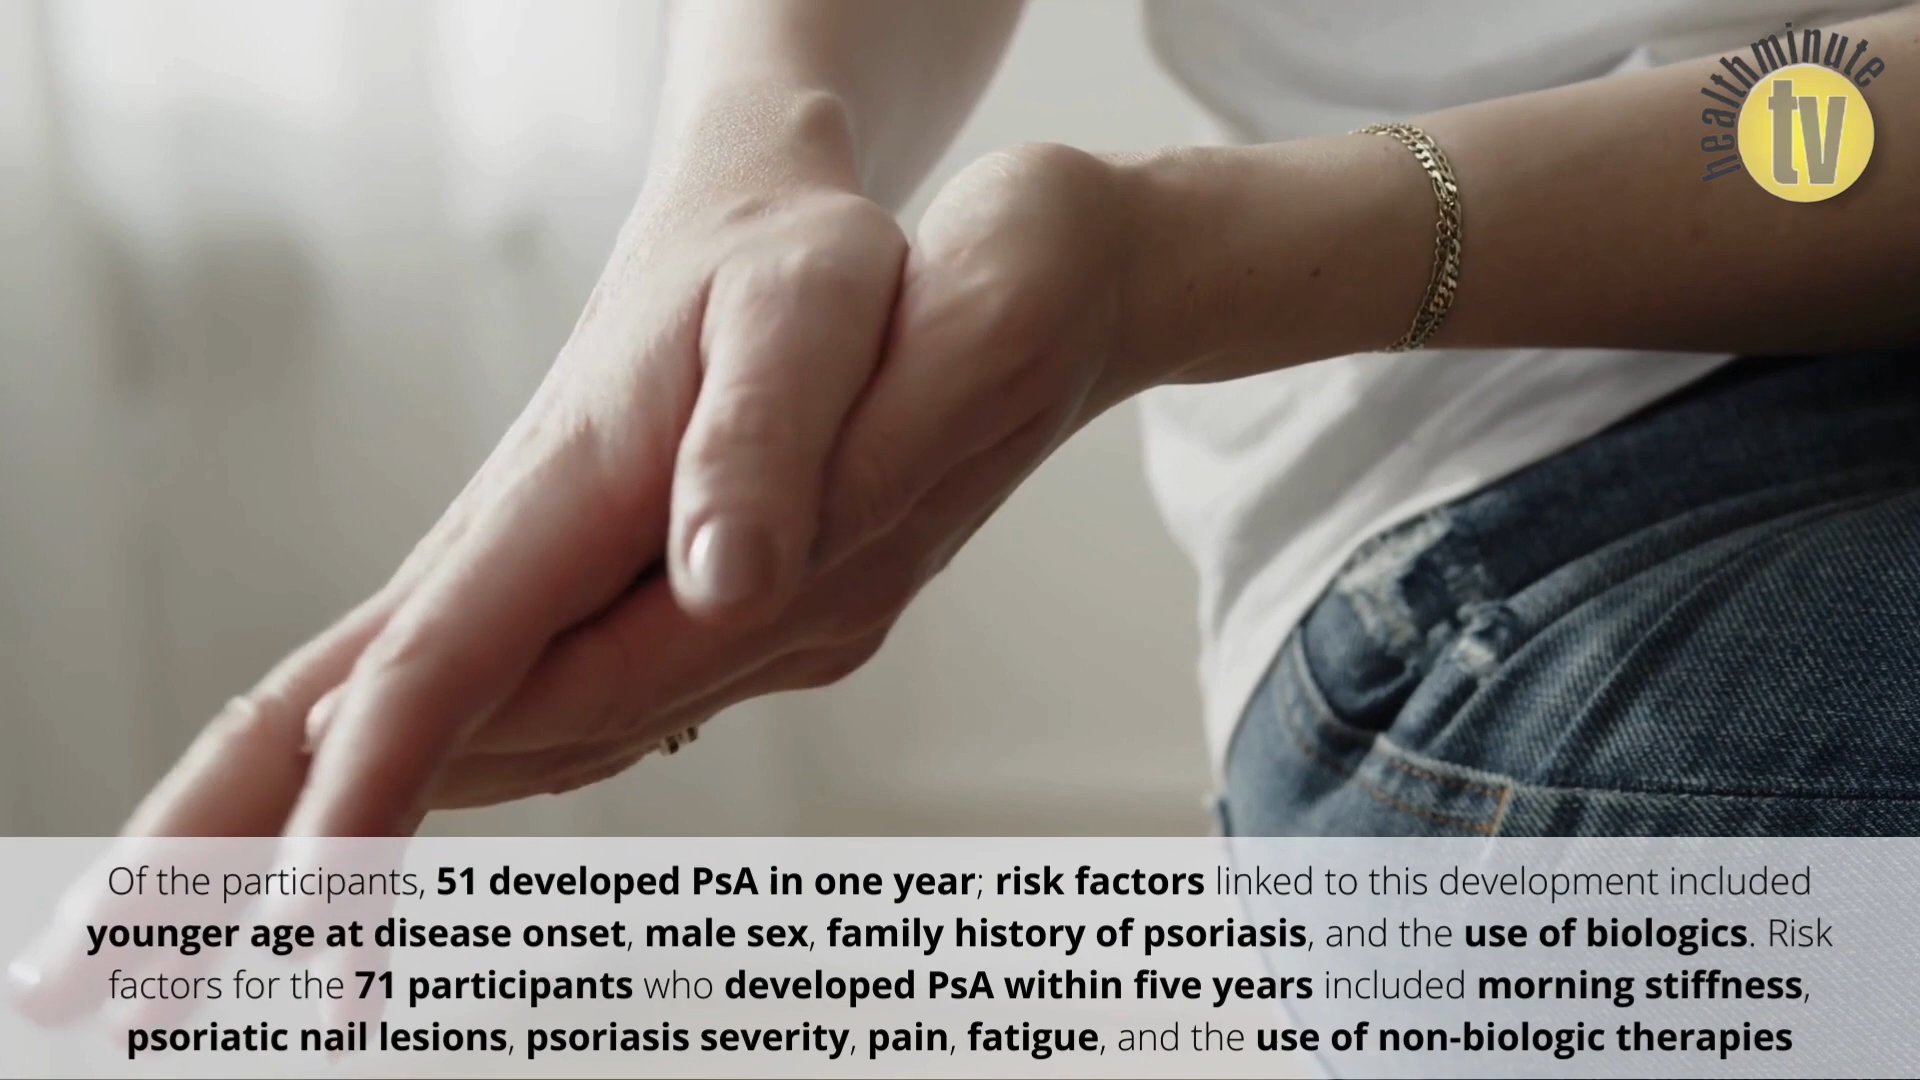 healthminute
tv
Of the participants, 51 developed PsA in one year; risk factors linked to this development included
younger age at disease onset, male sex, family history of psoriasis, and the use of biologics. Risk
factors for the 71 participants who developed PsA within five years included morning stiffness,
psoriatic nail lesions, psoriasis severity, pain, fatigue, and the use of non-biologic therapies